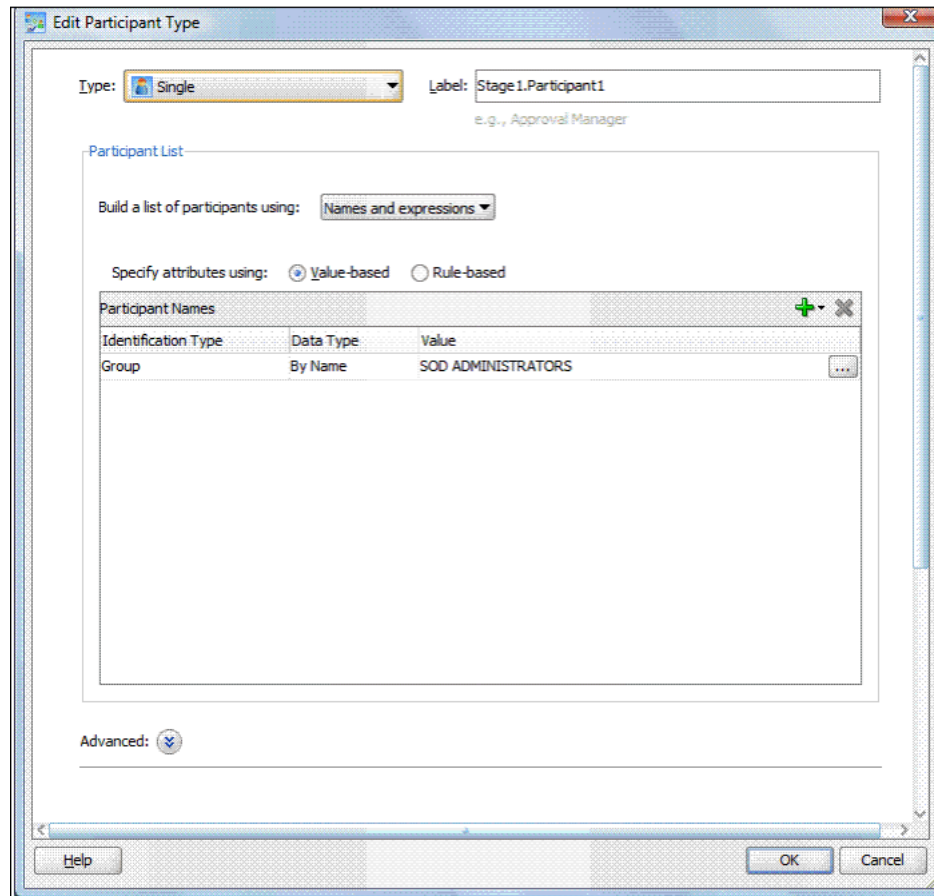 Edit Participant Type
Type: Single Label: Stage1.Participant1
e.g., Approval Manager
Participant List
Build a list of participants using: Names and expressions
Specify attributes using: Value-based Rule-based
Participant Names
Identification Type Data Type Value
Group By Name SOD ADMINISTRATORS ...
Advanced:
Help OK Cancel